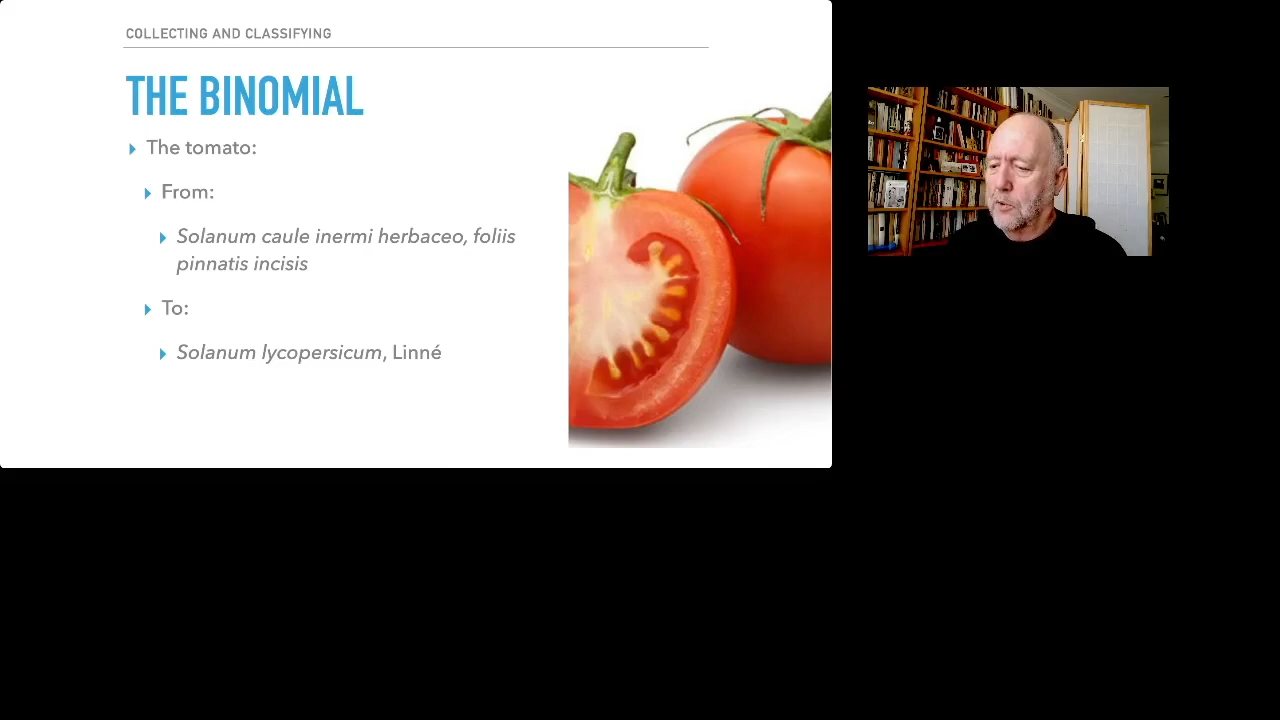 COLLECTING AND CLASSIFYING
THE BINOMIAL
The tomato:
From:
Solanum caule inermi herbaceo, foliis
pinnatis incisis
To:
Solanum lycopersicum, Linné